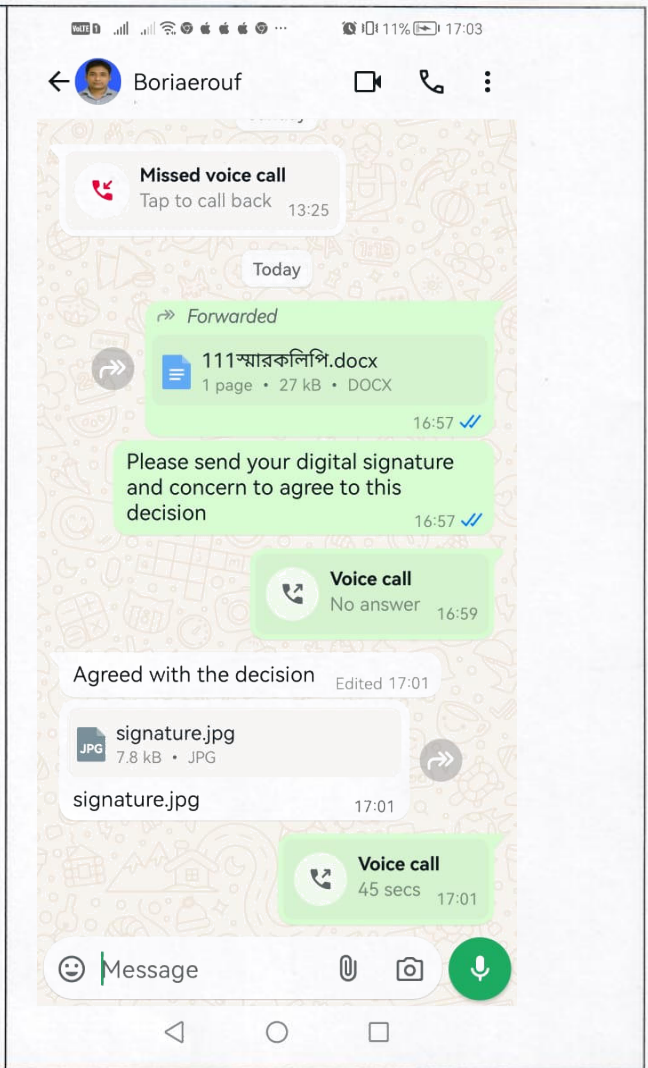 VoLTE 1 11% 17:03
Boriaerouf
Missed voice call
Tap to call back 13:25
Today
Forwarded
111স্মারকলিপি.docx
1 page • 27 kB • DOCX
16:57
Please send your digital signature
and concern to agree to this
decision
16:57
Voice call
No answer 16:59
Agreed with the decision Edited 17:01
JPG
signature.jpg
7.8 kB • JPG
signature.jpg
17:01
Voice call
45 secs 17:01
Message